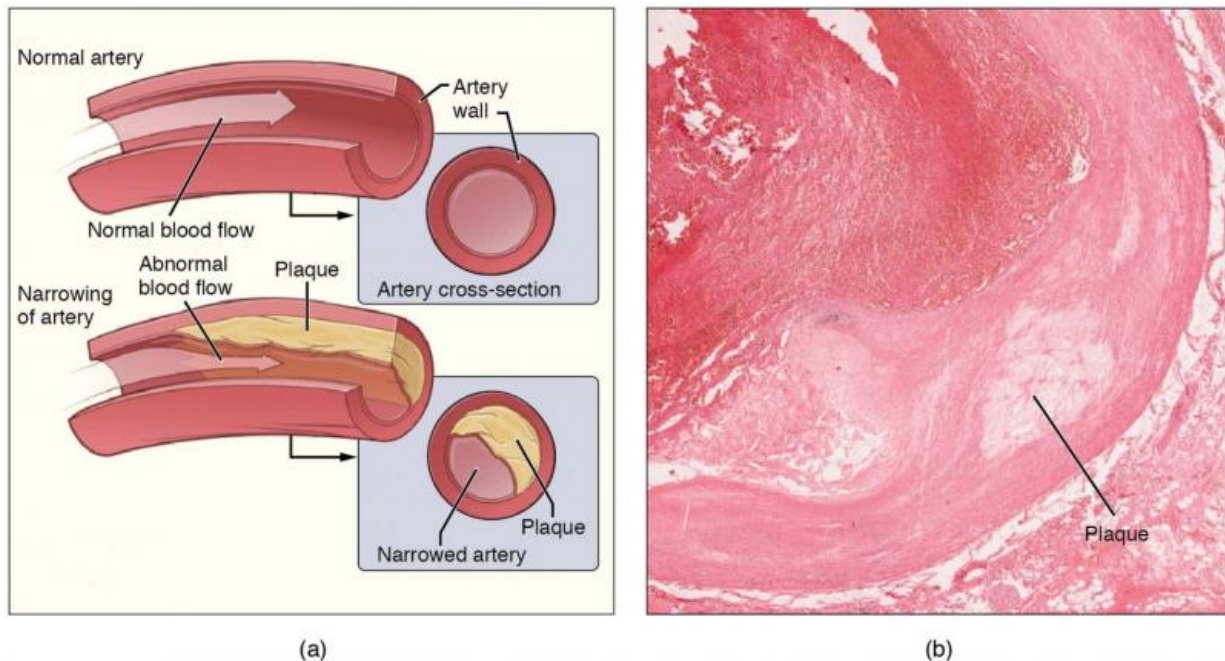 Normal artery
Artery
wall
Normal blood flow
Artery cross-section
Abnormal
blood flow
Plaque
Narrowing
of artery
Plaque
Narrowed artery
(a)
Plaque
(b)